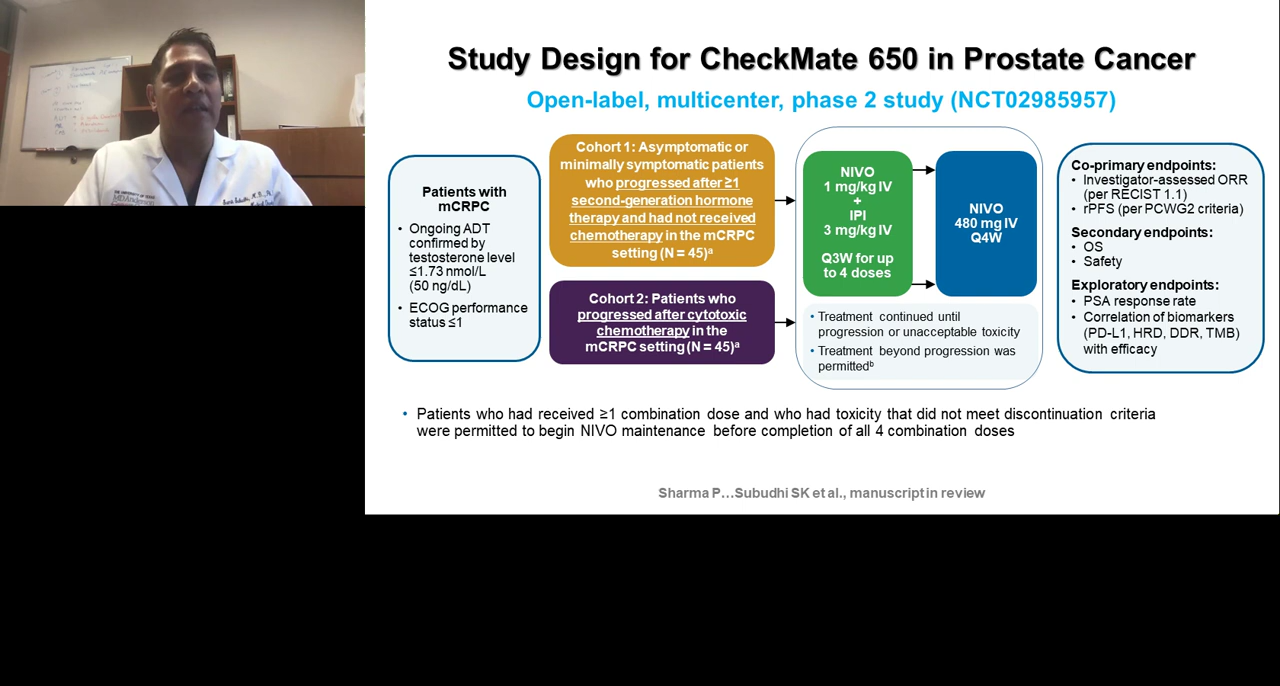 Study Design for CheckMate 650 in Prostate Cancer
Open-label, multicenter, phase 2 study (NCT02985957)
Patients with
mCRPC
• Ongoing ADT
confirmed by
testosterone level
≤1.73 nmol/L
(50 ng/dL)
• ECOG performance
status ≤1
Cohort 1: Asymptomatic or
minimally symptomatic patients
who progressed after ≥1
second-generation hormone
therapy and had not received
chemotherapy in the mCRPC
setting (N = 45)ᵃ
Cohort 2: Patients who
progressed after cytotoxic
chemotherapy in the
mCRPC setting (N = 45)ᵃ
NIVO
1 mg/kg IV
+
IPI
3 mg/kg IV
Q3W for up
to 4 doses
NIVO
480 mg IV
Q4W
• Treatment continued until
progression or unacceptable toxicity
• Treatment beyond progression was
permittedᵇ
Co-primary endpoints:
• Investigator-assessed ORR
(per RECIST 1.1)
• rPFS (per PCWG2 criteria)
Secondary endpoints:
• OS
• Safety
Exploratory endpoints:
• PSA response rate
• Correlation of biomarkers
(PD-L1, HRD, DDR, TMB)
with efficacy
• Patients who had received ≥1 combination dose and who had toxicity that did not meet discontinuation criteria
were permitted to begin NIVO maintenance before completion of all 4 combination doses
Sharma P…Subudhi SK et al., manuscript in review